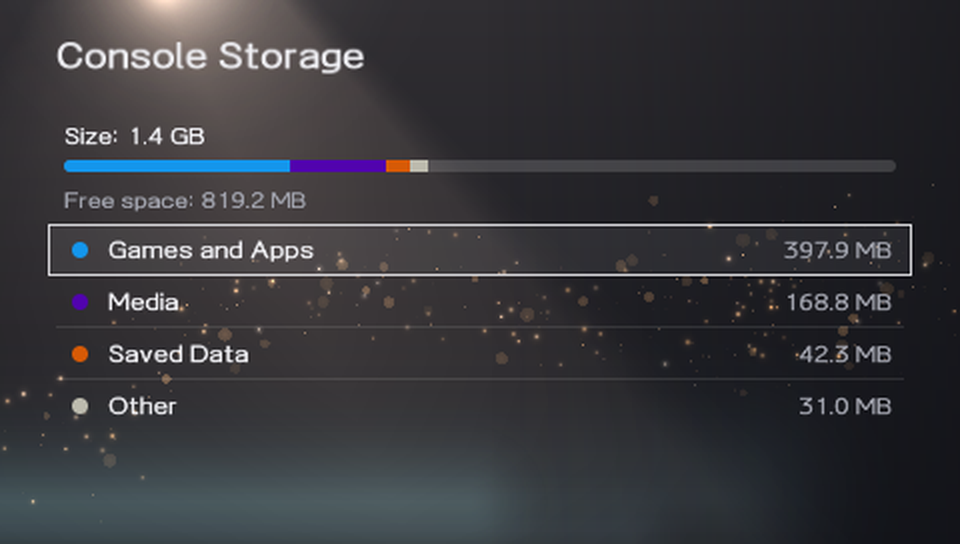 Console Storage
Size: 1.4 GB
Free space: 819.2 MB
Games and Apps 397.9 MB
Media 168.8 MB
Saved Data 42.3 MB
Other 31.0 MB